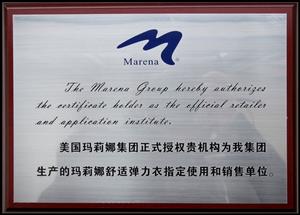 Marena®
The Marena Group hereby authorizes
the certificate holder as the official retailer
and application institute.
美国玛莉娜集团正式授权贵机构为我集团
生产的玛莉娜舒适弹力衣指定使用和销售单位。